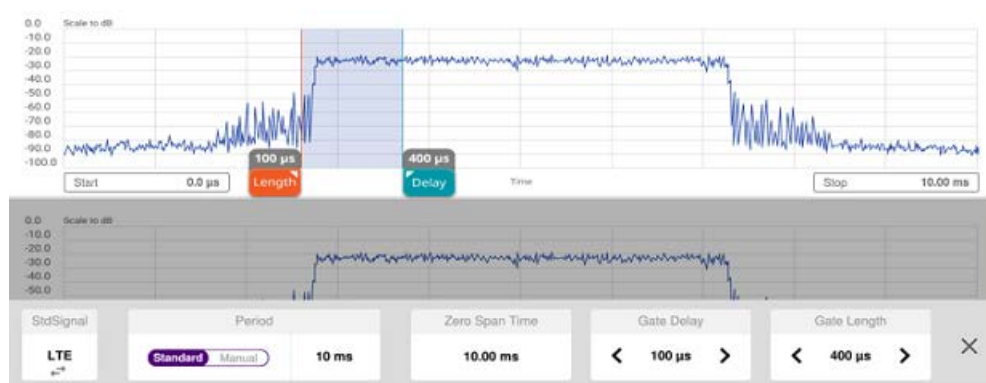 0.0 Scale to dB
-10.0
-20.0
-30.0
-40.0
-50.0
-60.0
-70.0
-80.0
-90.0
-100.0
100 µs 400 µs
Start 0.0 µs Length Delay Time Stop 10.00 ms
0.0 Scale to dB
-10.0
-20.0
-30.0
-40.0
-50.0
StdSignal Period Zero Span Time Gate Delay Gate Length
LTE Standard Manual 10 ms 10.00 ms 100 µs 400 µs